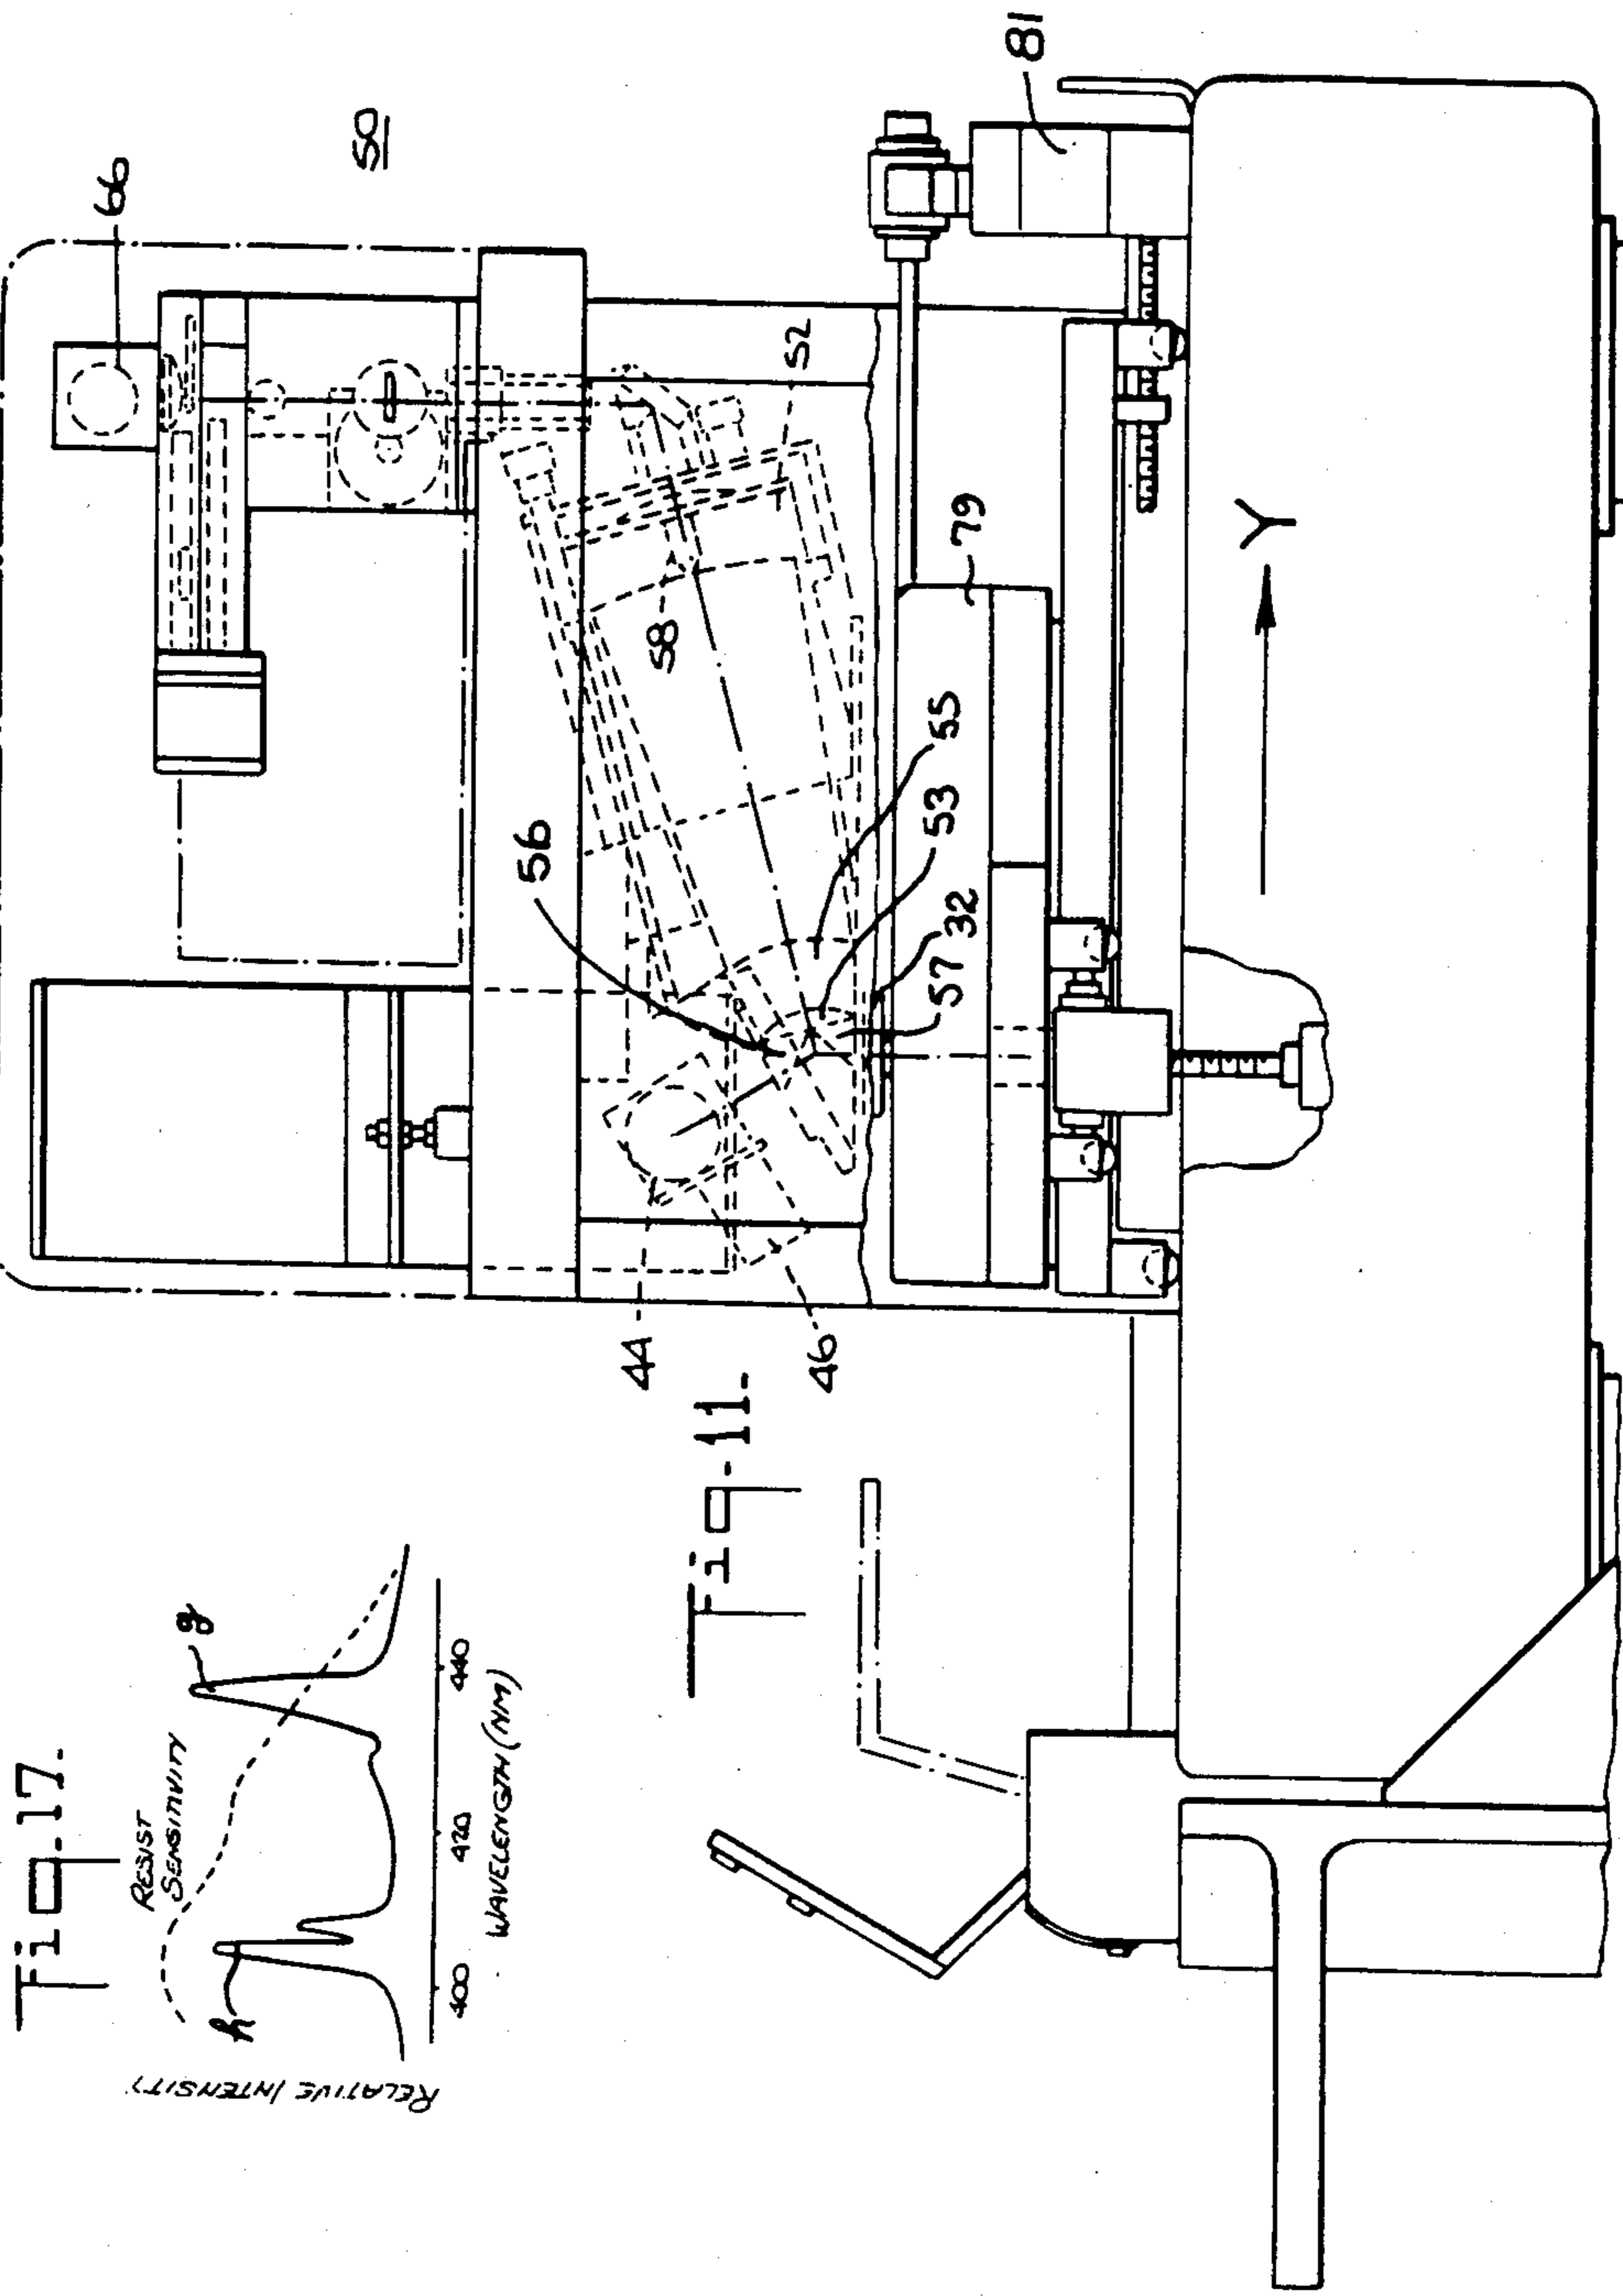 Fig.17.
RESIST
SENSITIVITY
g
h
RELATIVE INTENSITY
400 420 440
WAVELENGTH (NM)
Fig.11.
66
50
81
52
58
79
55
53
56
32
57
44
46
Y